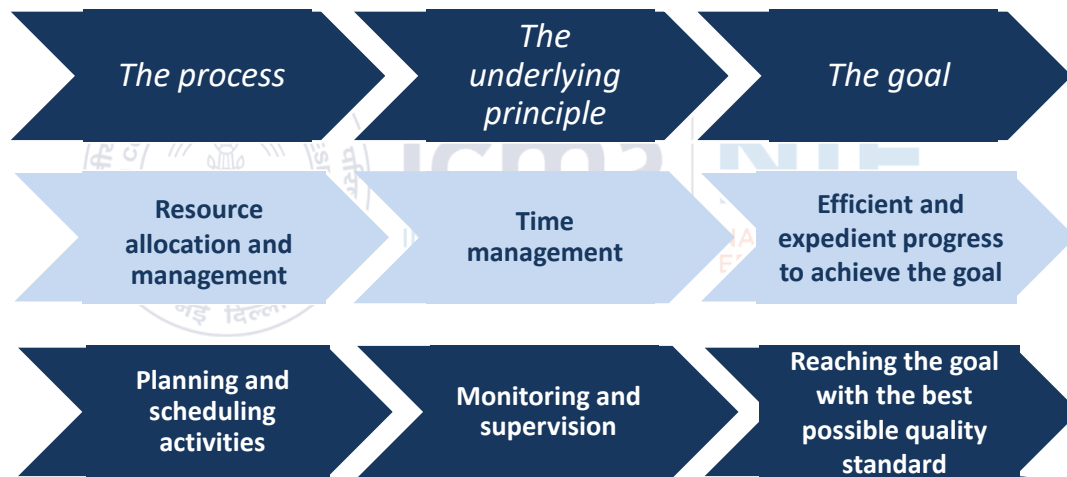 The process
The
underlying
principle
The goal
Resource
allocation and
management
Time
management
Efficient and
expedient progress
to achieve the goal
नई दिल्ली
Planning and
scheduling
activities
Monitoring and
supervision
Reaching the goal
with the best
possible quality
standard